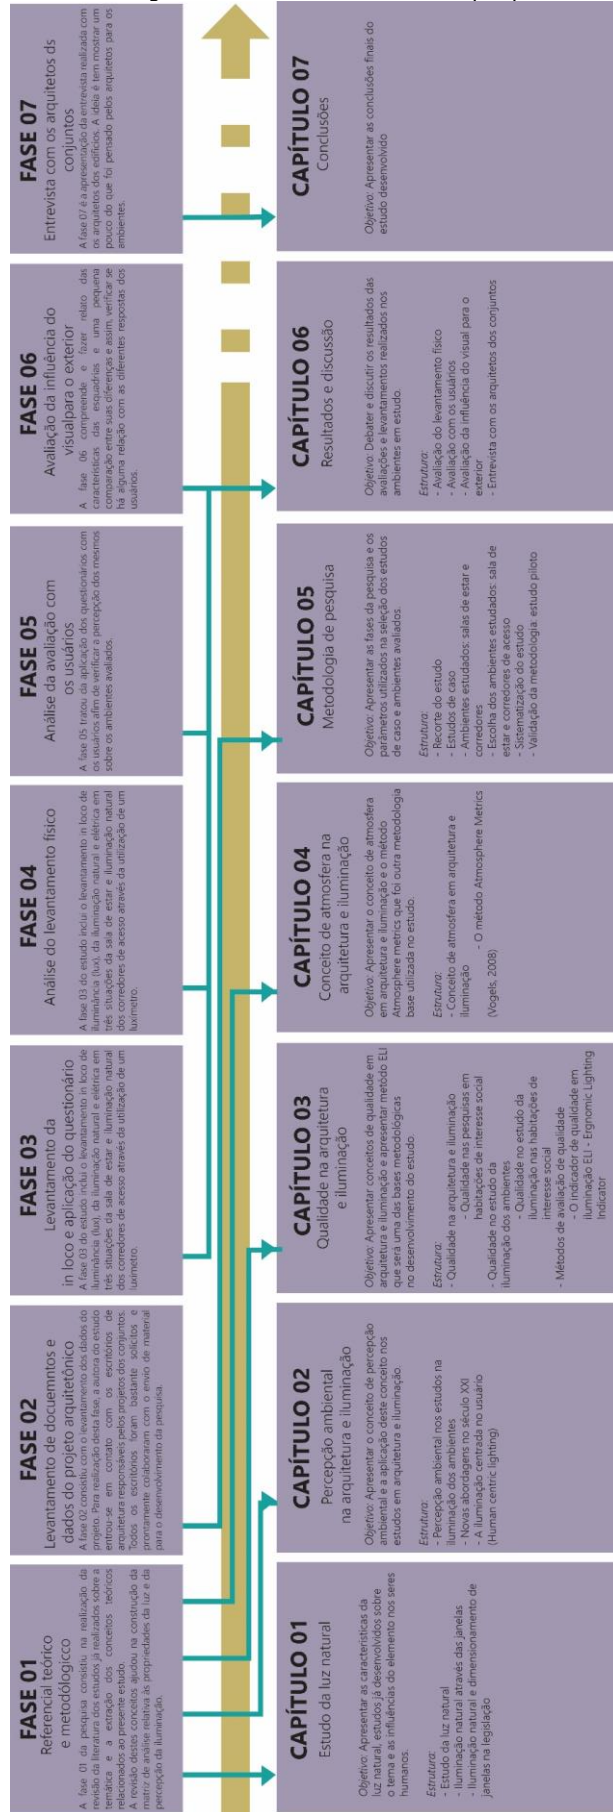 FASE 01
Referencial teórico
e metodólogicco
A fase 01 da pesquisa consistiu na realização da
revisão da literatura dos estudos já realizados sobre a
temática e a extração dos conceitos teóricos
relacionados ao presente estudo.
A revisão destes conceitos ajudou na construção da
matriz de análise relativa às propriedades da luz e da
percepção da iluminação.
FASE 02
Levantamento de docuemntos e
dados do projeto arquitetônico
A fase 02 consistiu com o levantamento dos dados do
projeto. Para realização desta fase, a autora do estudo
entrou-se em contato com os escritórios de
arquitetura responsáveis pelos projetos dos conjuntos.
Todos os escritórios foram bastante solícitos e
prontamente colaboraram com o envio de material
para o desenvolvimento da pesquisa.
FASE 03
Levantamento da
in loco e aplicação do questionário
A fase 03 do estudo inclui o levantamento in loco de
iluminância (lux), da iluminação natural e elétrica em
três situações da sala de estar e iluminação natural
dos corredores de acesso através da utilização de um
luxímetro.
FASE 04
Análise do levantamento físico
A fase 03 do estudo inclui o levantamento in loco de
iluminância (lux), da iluminação natural e elétrica em
três situações da sala de estar e iluminação natural
dos corredores de acesso através da utilização de um
luxímetro.
FASE 05
Análise da avaliação com
os usuários
A fase 05 tratou da aplicação dos questionários com
os usuários afim de verificar a percepção dos mesmos
sobre os ambientes avaliados.
FASE 06
Avaliação da influência do
visualpara o exterior
A fase 06 compreende e fazer relato das
características das esquadrias e uma pequena
comparação entre suas diferenças e assim, verificar se
há alguma relação com as diferentes respostas dos
usuários.
FASE 07
Entrevista com os arquitetos ds
conjuntos
A fase 07 é a apresentação da entrevista realizada com
os arquitetos dos edifícios. A ideia é tem mostrar um
pouco do que foi pensado pelos arquitetos para os
ambientes.
CAPÍTULO 01
Estudo da luz natural
Objetivo: Apresentar as características da
luz natural, estudos já desenvolvidos sobre
o tema e as influências do elemento nos seres
humanos.
Estrutura:
- Estudo da luz natural
- Iluminação natural através das janelas
- Iluminação natural e dimensionamento de
janelas na legislação
CAPÍTULO 02
Percepção ambiental
na arquitetura e iluminação
Objetivo: Apresentar o conceito de percepção
ambiental e a aplicação deste conceito nos
estudos em arquitetura e iluminação.
Estrutura:
- Percepção ambiental nos estudos na
iluminação dos ambientes
- Novas abordagens no século XXI
- A iluminação centrada no usuário
(Human centric lighting)
CAPÍTULO 03
Qualidade na arquitetura
e iluminação
Objetivo: Apresentar conceitos de qualidade em
arquitetura e iluminação e apresentar metódo ELI
que será uma das bases metodológicas
no desenvolvimento do estudo.
Estrutura:
- Qualidade na arquitetura e iluminação
- Qualidade nas pesquisas em
habitações de interesse social
- Qualidade no estudo da
iluminação dos ambientes
- Qualidade no estudo da
iluminação nas habitações de
interesse social
- Métodos de avaliação de qualidade
- O Indicador de qualidade em
iluminação ELI - Ergnomic Lighting
Indicator
CAPÍTULO 04
Conceito de atmosfera na
arquitetura e iluminação
Objetivo: Apresentar o conceito de atmosfera
em arquitetura e iluminação e o método
Atmosphere metrics que foi outra metodologia
base utilizada no estudo.
Estrutura:
- Conceito de atmosfera em arquitetura e
iluminação
- O método Atmosphere Metrics
(Vogels, 2008)
CAPÍTULO 05
Metodologia de pesquisa
Objetivo: Apresentar as fases da pesquisa e os
parâmetros utilizados na seleção dos estudos
de caso e ambientes avaliados.
Estrutura:
- Recorte do estudo
- Estudos de caso
- Ambientes estudados: salas de estar e
corredores
- Escolha dos ambientes estudados: sala de
estar e corredores de acesso
- Sistematização do estudo
- Validação da metodologia: estudo piloto
CAPÍTULO 06
Resultados e discussão
Objetivo: Debater e discutir os resultados das
avaliações e levantamentos realizados nos
ambientes em estudo.
Estrutura:
- Avaliação do levantamento físico
- Avaliação com os usuários
- Avaliação da influência do visual para o
exterior
- Entrevista com os arquitetos dos conjuntos
CAPÍTULO 07
Conclusões
Objetivo: Apresentar as conclusões finais do
estudo desenvolvido